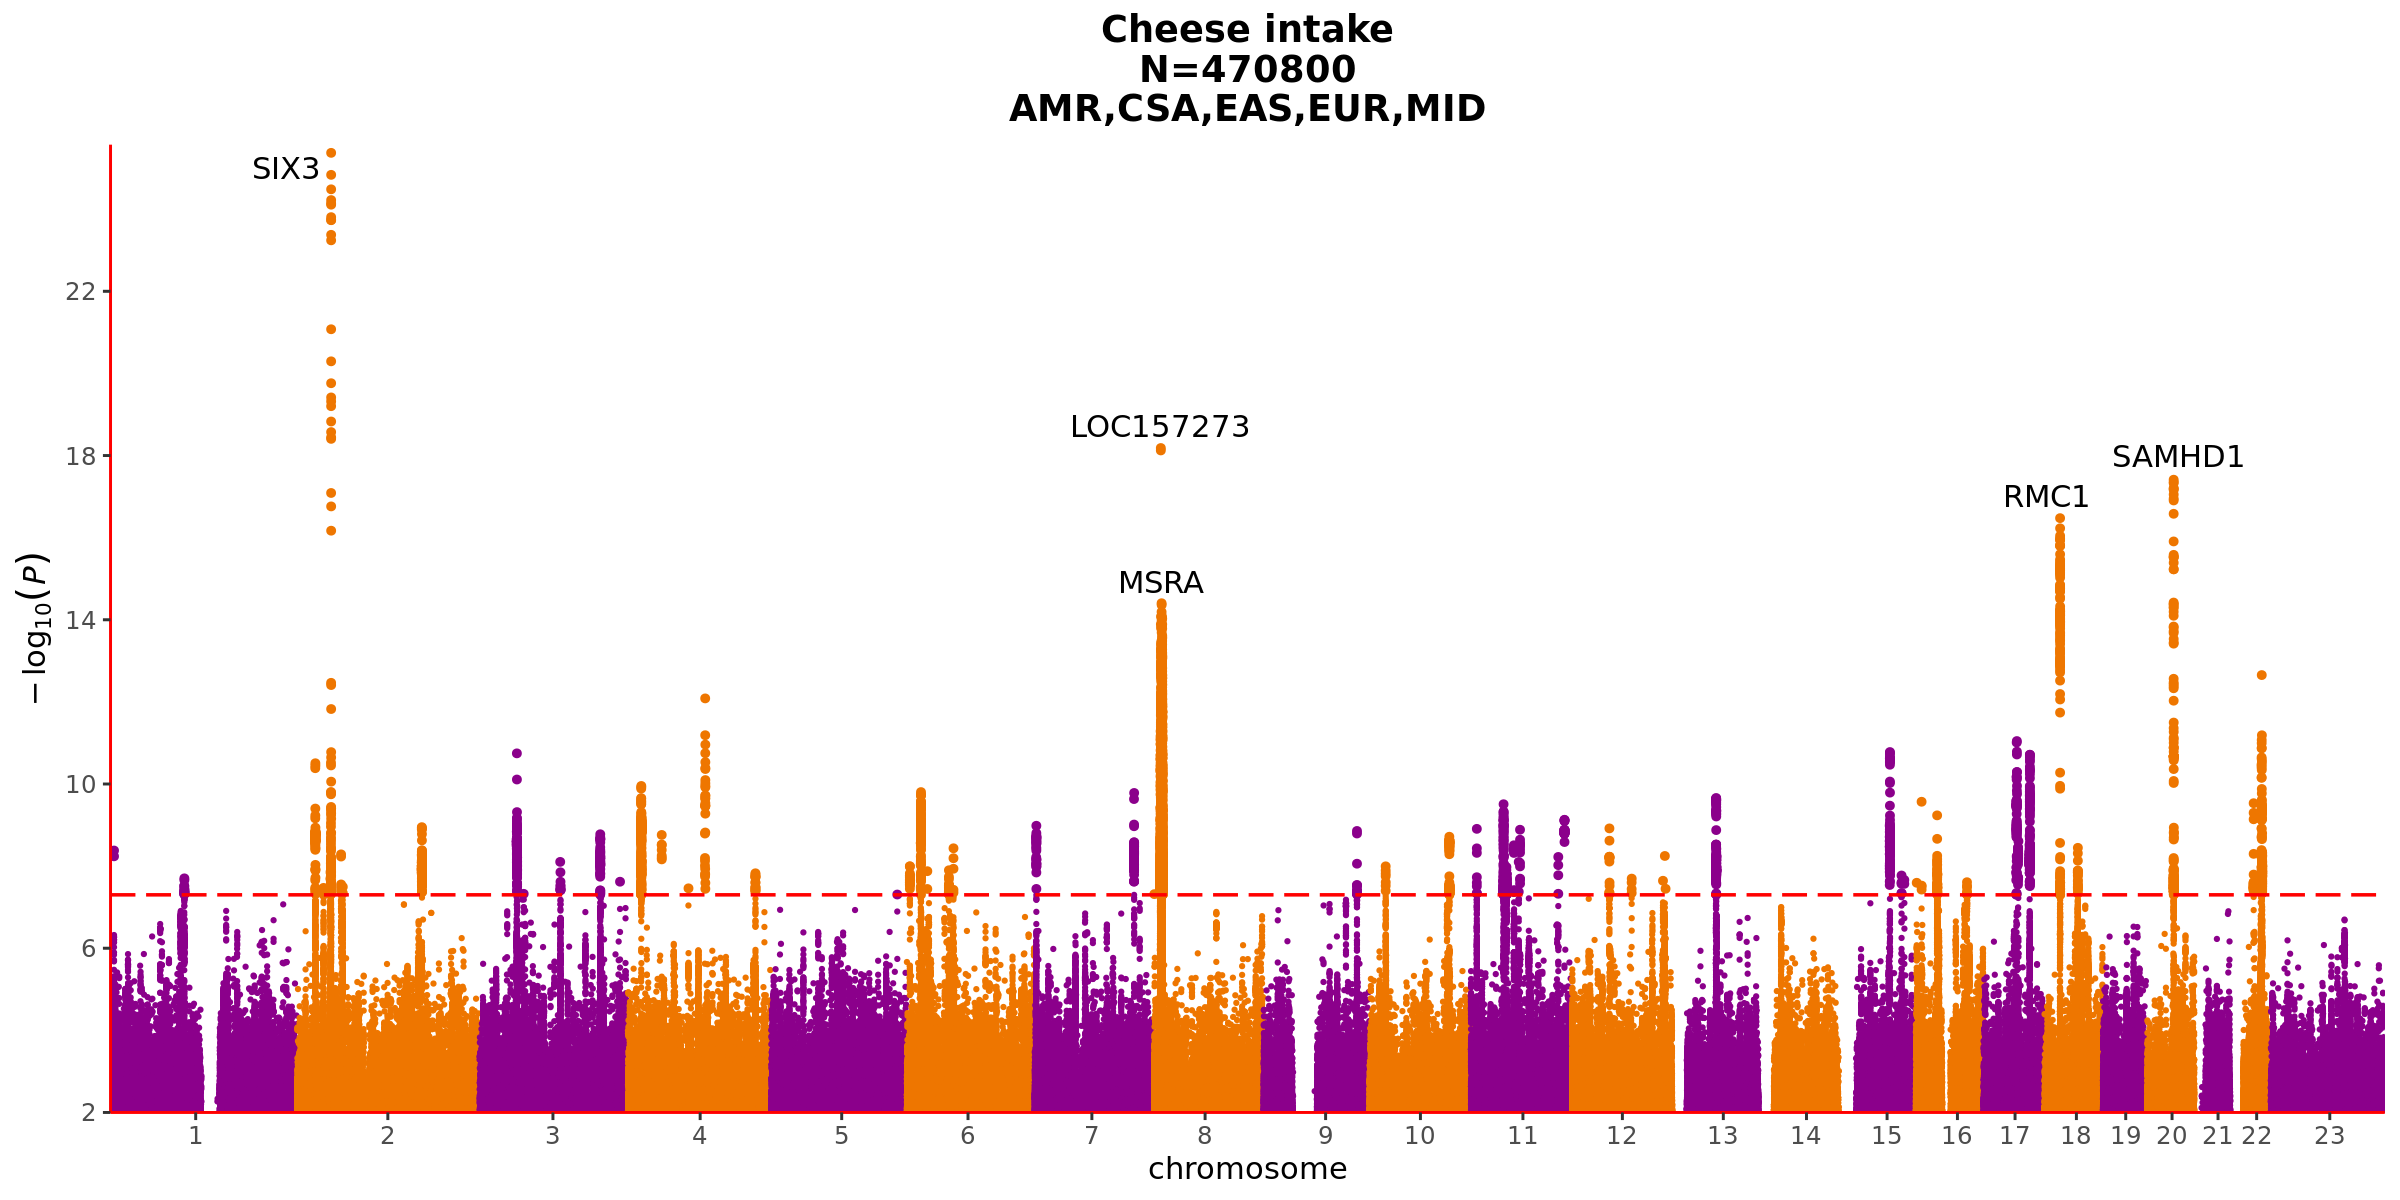 Cheese intake
N=470800
AMR,CSA,EAS,EUR,MID
SIX3
LOC157273
SAMHD1
RMC1
MSRA
−log10(P)
22
18
14
10
6
2
1 2 3 4 5 6 7 8 9 10 11 12 13 14 15 16 17 18 19 20 21 22 23
chromosome